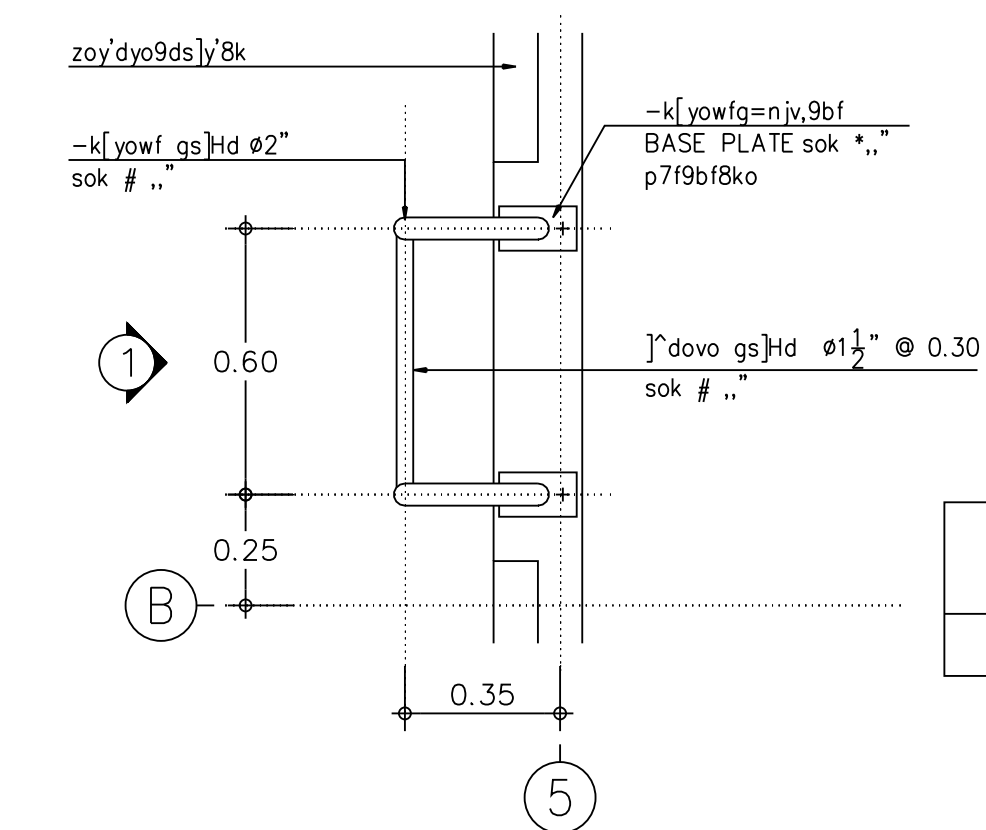 zoy'dyo9ds]y'8k
-k[yowfg=njv,9bf
BASE PLATE sok *,,"
p7f9bf8ko
-k[yowf gs]Hd ø2"
sok # ,,"
1
0.60
]^dovo gs]Hd ø1½" @ 0.30
sok # ,,"
0.25
B
0.35
5